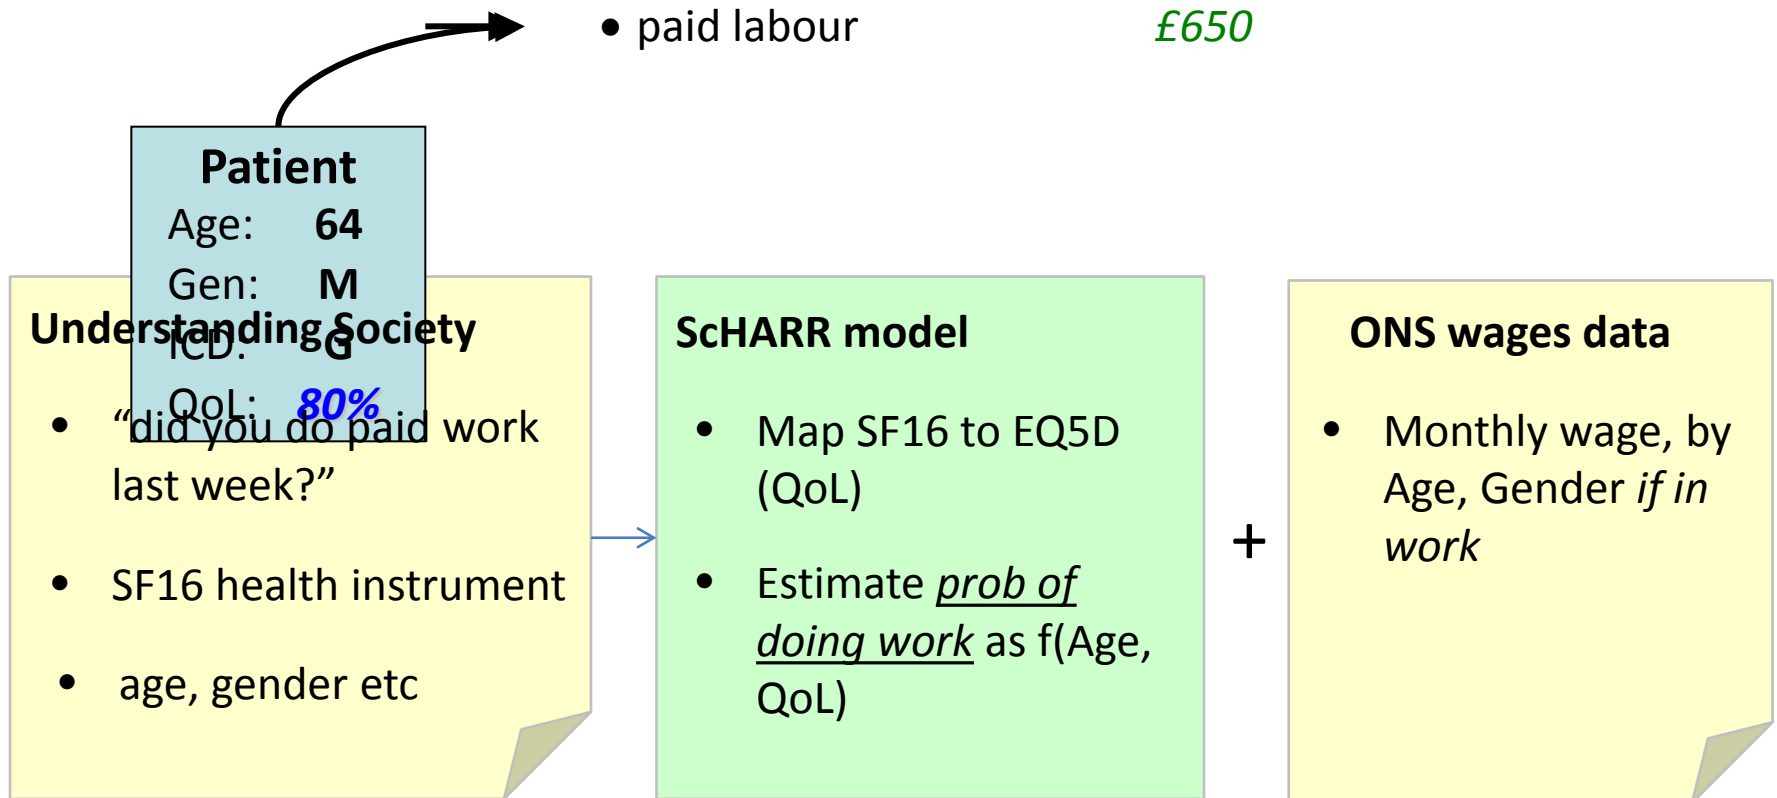 • paid labour £650
Patient
Age: 64
Gen: M
ICD: G
QoL: 80%
Understanding Society
• “did you do paid work
last week?”
• SF16 health instrument
• age, gender etc
ScHARR model
• Map SF16 to EQ5D
(QoL)
• Estimate prob of
doing work as f(Age,
QoL)
+
ONS wages data
• Monthly wage, by
Age, Gender if in
work